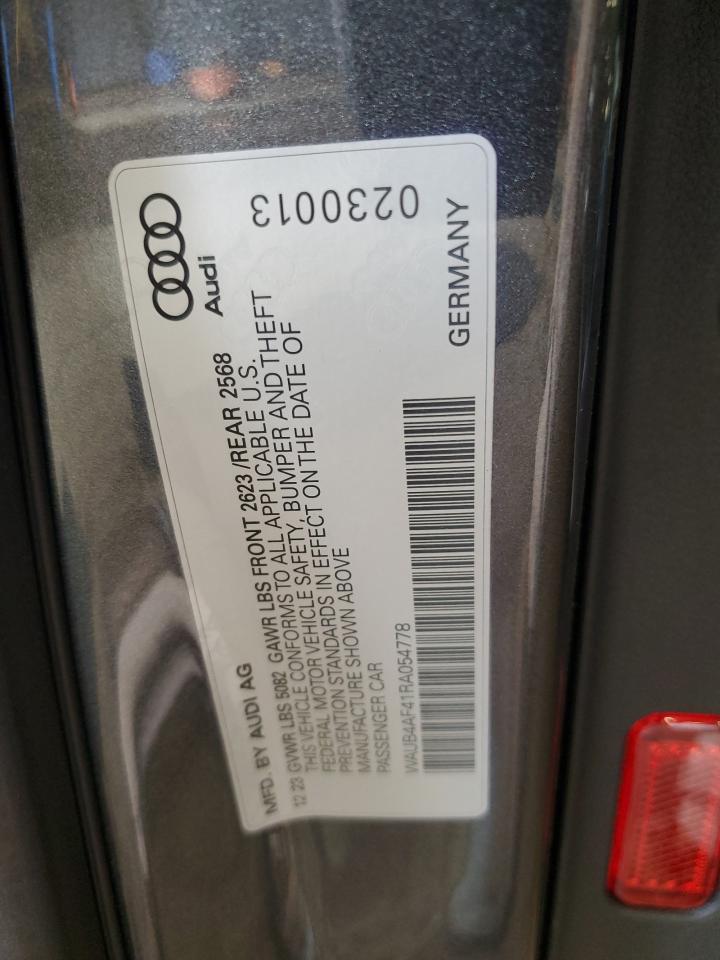 Audi
0230013
MFD. BY AUDI AG
12 23 GVWR LBS 5082 GAWR LBS FRONT 2623 /REAR 2568
THIS VEHICLE CONFORMS TO ALL APPLICABLE U.S.
FEDERAL MOTOR VEHICLE SAFETY, BUMPER AND THEFT
PREVENTION STANDARDS IN EFFECT ON THE DATE OF
MANUFACTURE SHOWN ABOVE
PASSENGER CAR
WAUB4AF41RA054778
GERMANY